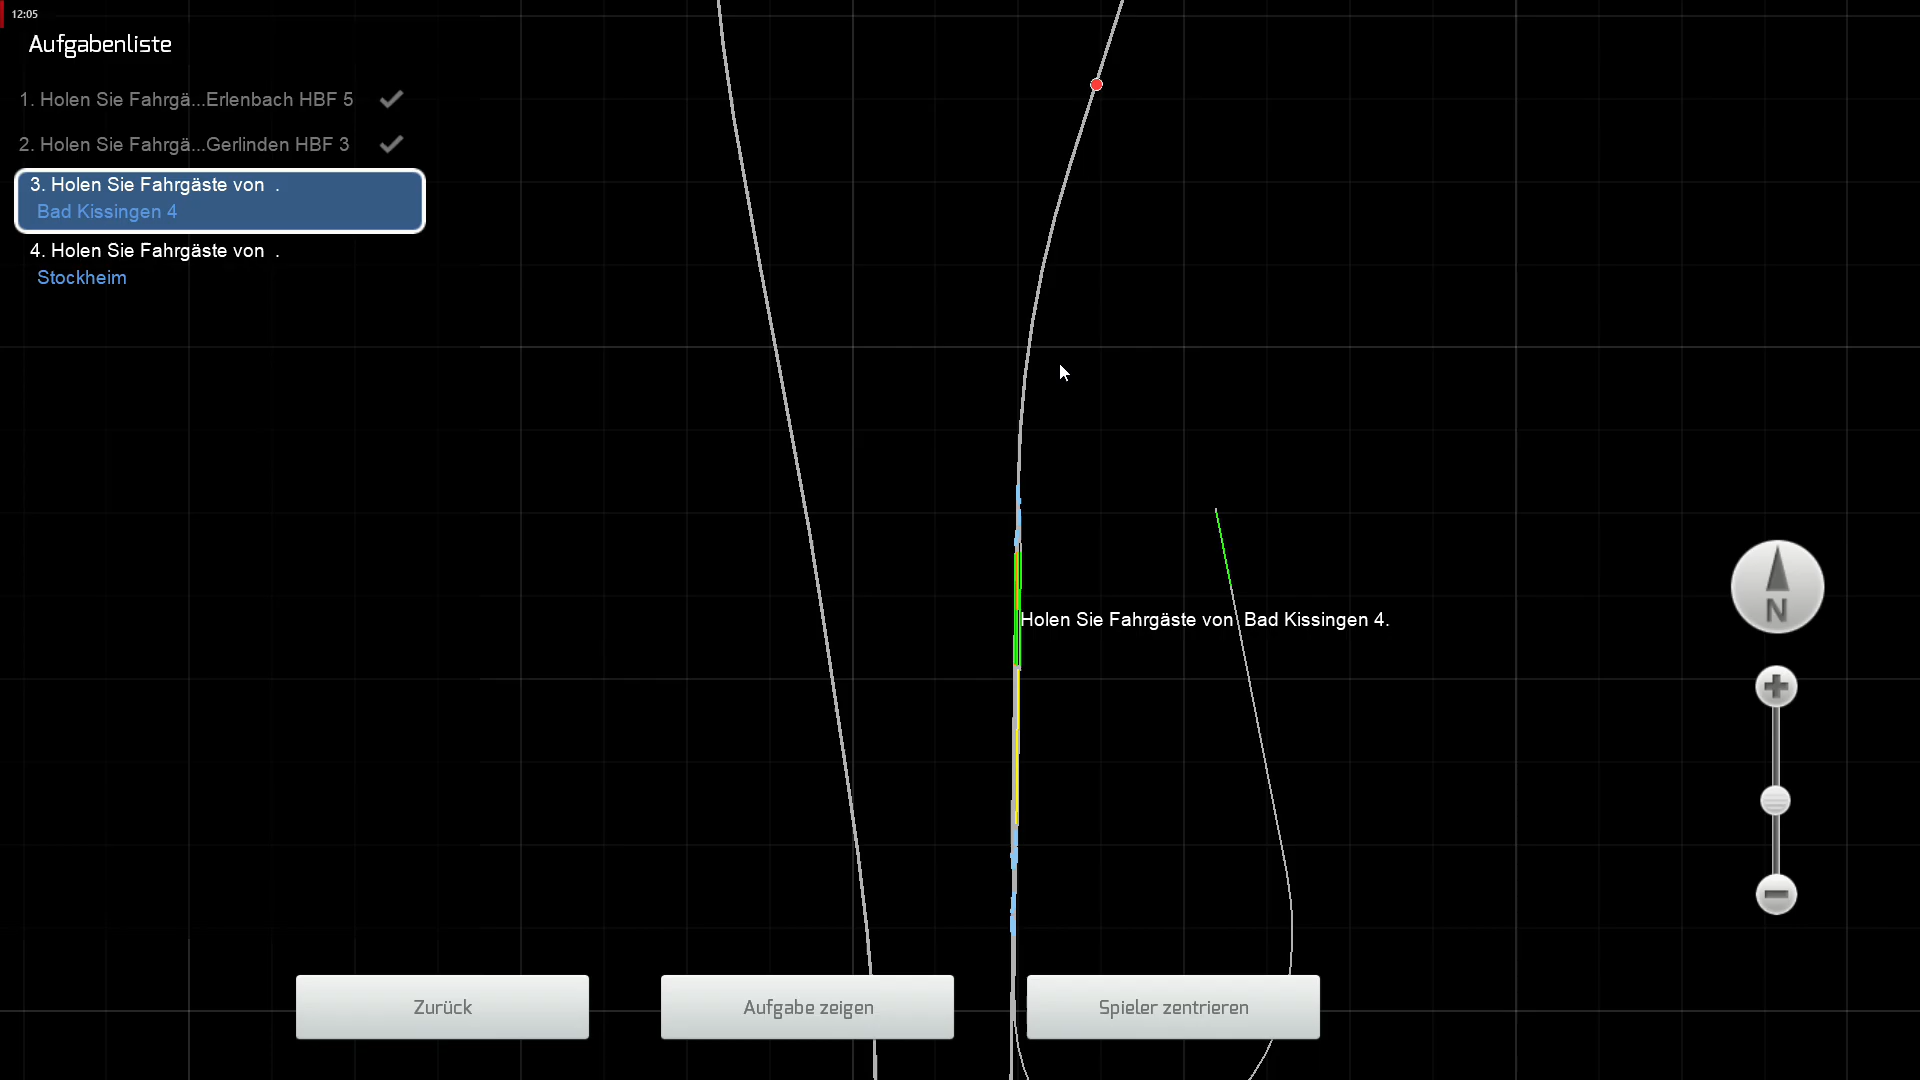 12:05
Aufgabenliste
1. Holen Sie Fahrgä...Erlenbach HBF 5
2. Holen Sie Fahrgä...Gerlinden HBF 3
3. Holen Sie Fahrgäste von .
Bad Kissingen 4
4. Holen Sie Fahrgäste von .
Stockheim
Holen Sie Fahrgäste von Bad Kissingen 4.
N
Zurück
Aufgabe zeigen
Spieler zentrieren